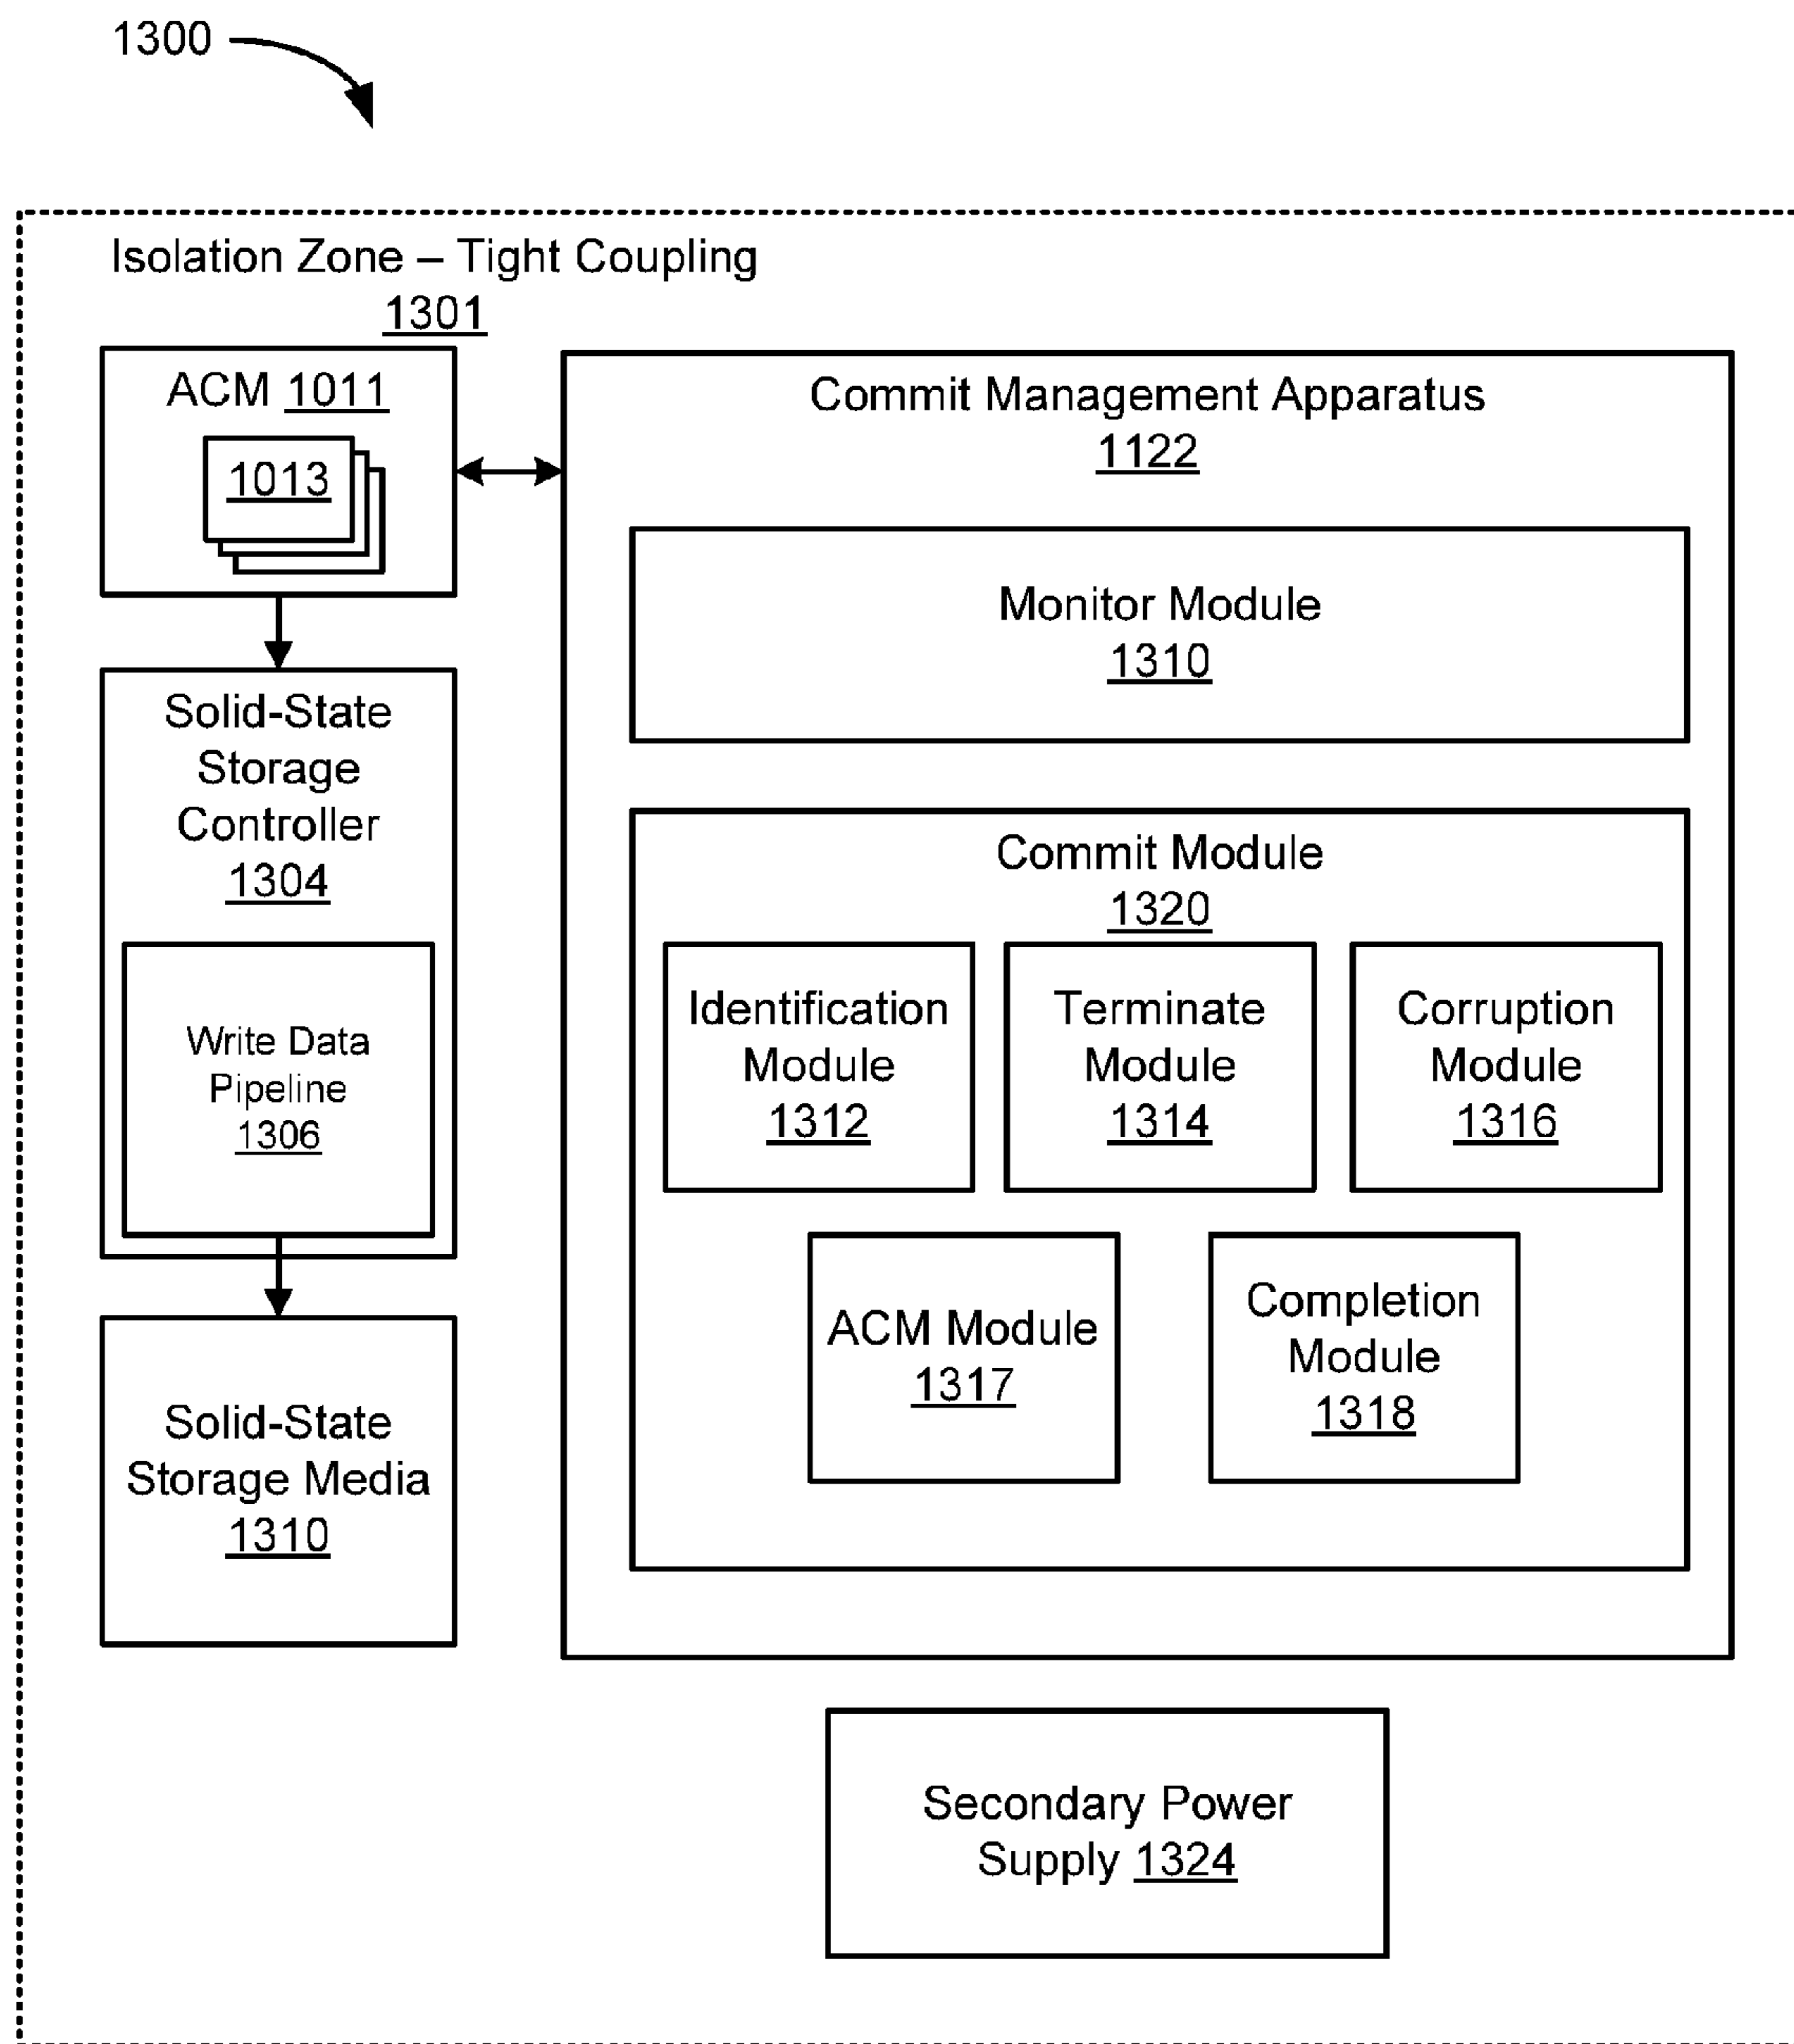 1300
Isolation Zone – Tight Coupling
1301
ACM 1011
1013
Solid-State
Storage
Controller
1304
Write Data
Pipeline
1306
Solid-State
Storage Media
1310
Commit Management Apparatus
1122
Monitor Module
1310
Commit Module
1320
Identification
Module
1312
Terminate
Module
1314
Corruption
Module
1316
ACM Module
1317
Completion
Module
1318
Secondary Power
Supply 1324